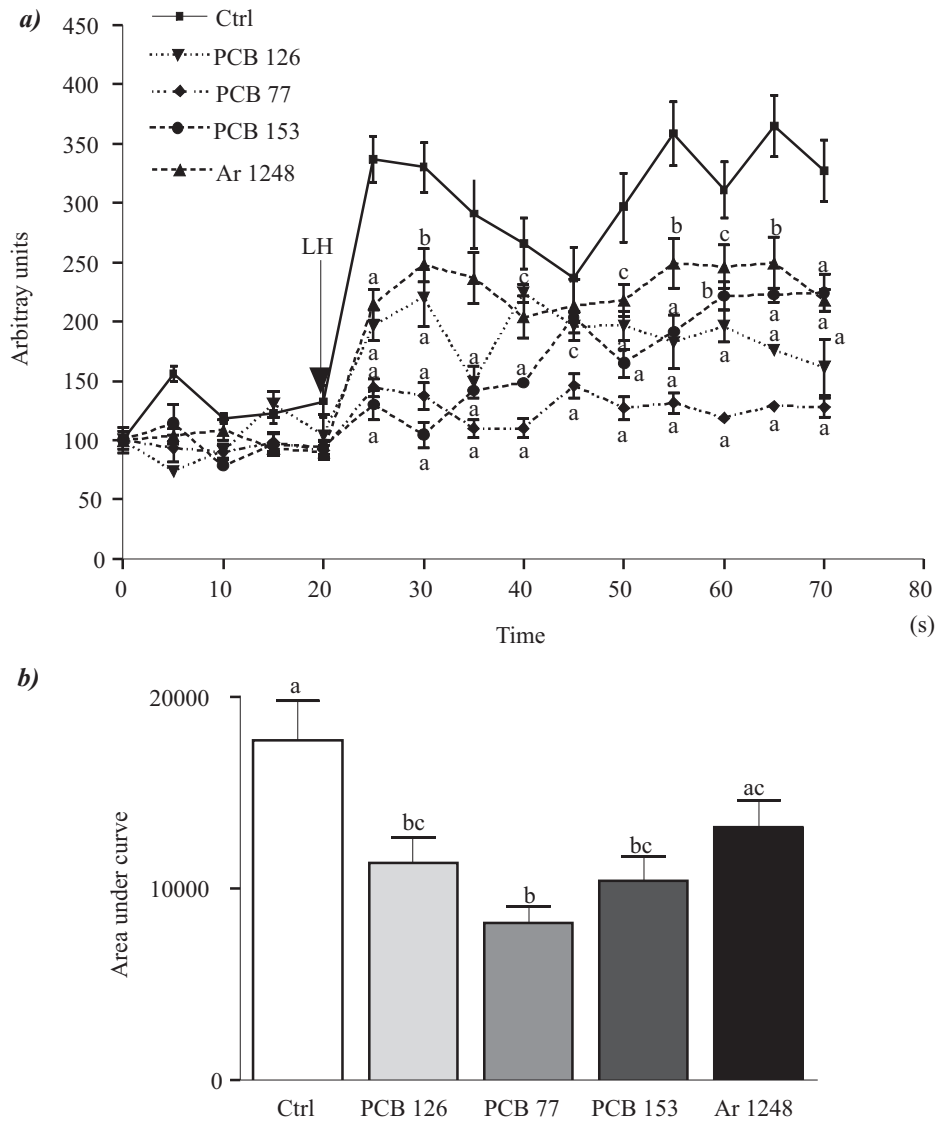 a)
Ctrl
PCB 126
PCB 77
PCB 153
Ar 1248
450
400
350
300
250
200
150
100
50
0
Arbitray units
LH
a b c b c b a
c b
a a a a a a a
a a
a a c a a a
a a a a a a
a a
0 10 20 30 40 50 60 70 80
Time
(s)
b)
20000
10000
0
Area under curve
a
bc
b
bc
ac
Ctrl PCB 126 PCB 77 PCB 153 Ar 1248